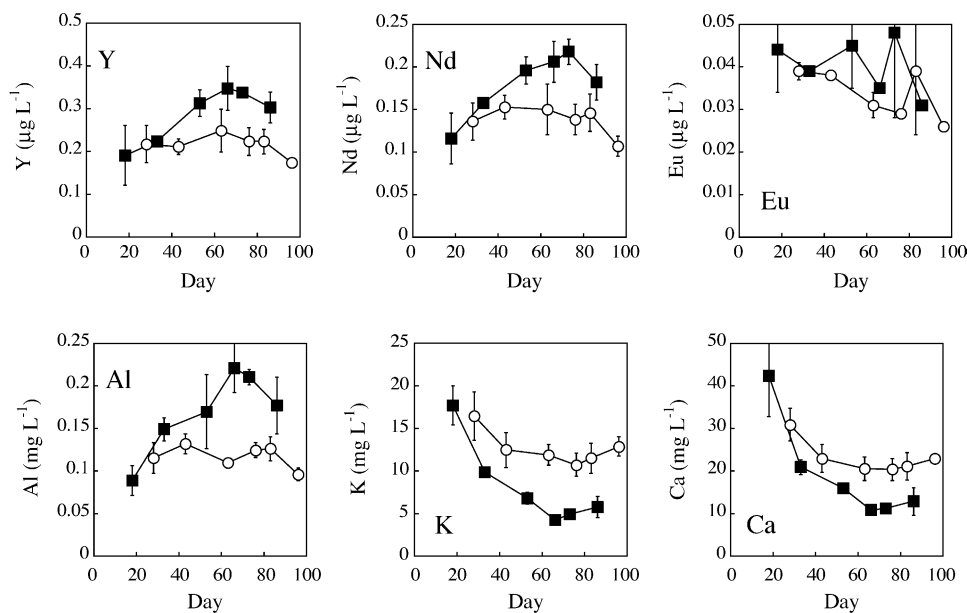 0.5
0.4
0.3
0.2
0.1
0
Y (µg L⁻¹)
Y
0 20 40 60 80 100
Day
0.25
0.2
0.15
0.1
0.05
0
Nd (µg L⁻¹)
Nd
0 20 40 60 80 100
Day
0.05
0.04
0.03
0.02
0.01
0
Eu (µg L⁻¹)
Eu
0 20 40 60 80 100
Day
0.25
0.2
0.15
0.1
0.05
0
Al (mg L⁻¹)
Al
0 20 40 60 80 100
Day
25
20
15
10
5
0
K (mg L⁻¹)
K
0 20 40 60 80 100
Day
50
40
30
20
10
0
Ca (mg L⁻¹)
Ca
0 20 40 60 80 100
Day